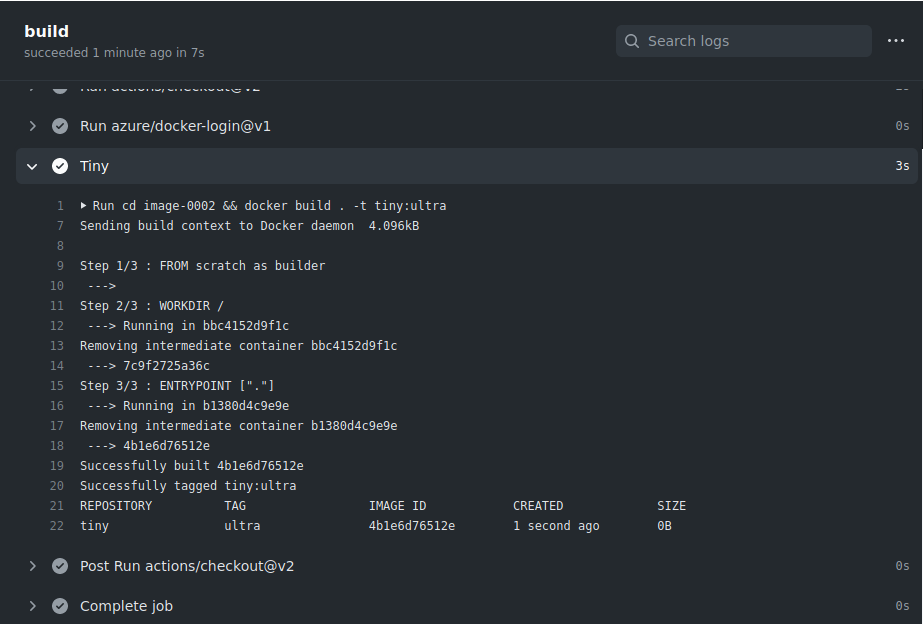 build
succeeded 1 minute ago in 7s
Search logs
Run actions/checkout@v2
Run azure/docker-login@v1 0s
Tiny 3s
1 Run cd image-0002 && docker build . -t tiny:ultra
7 Sending build context to Docker daemon 4.096kB
8
9 Step 1/3 : FROM scratch as builder
10 --->
11 Step 2/3 : WORKDIR /
12 ---> Running in bbc4152d9f1c
13 Removing intermediate container bbc4152d9f1c
14 ---> 7c9f2725a36c
15 Step 3/3 : ENTRYPOINT ["."]
16 ---> Running in b1380d4c9e9e
17 Removing intermediate container b1380d4c9e9e
18 ---> 4b1e6d76512e
19 Successfully built 4b1e6d76512e
20 Successfully tagged tiny:ultra
21 REPOSITORY TAG IMAGE ID CREATED SIZE
22 tiny ultra 4b1e6d76512e 1 second ago 0B
Post Run actions/checkout@v2 0s
Complete job 0s